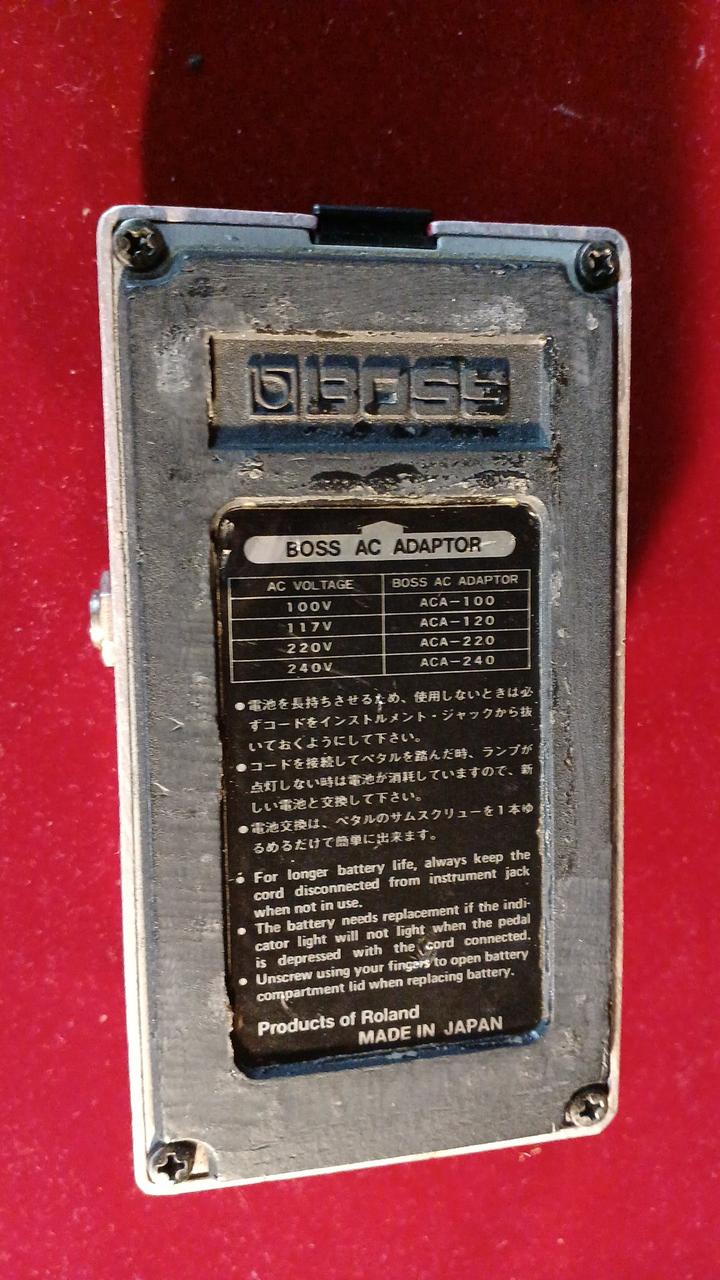 BOSS
BOSS AC ADAPTOR
AC VOLTAGE BOSS AC ADAPTOR
100V ACA-100
117V ACA-120
220V ACA-220
240V ACA-240
●電池を長持ちさせるため、使用しないときは必
ずコードをインストルメント・ジャックから抜
いておくようにして下さい。
●コードを接続してペタルを踏んだ時、ランプが
点灯しない時は電池が消耗していますので、新
しい電池と交換して下さい。
●電池交換は、ペタルのサムスクリューを1本ゆ
るめるだけで簡単に出来ます。
● For longer battery life, always keep the
cord disconnected from instrument jack
when not in use.
● The battery needs replacement if the indi-
cator light will not light when the pedal
is depressed with the cord connected.
● Unscrew using your fingers to open battery
compartment lid when replacing battery.
Products of Roland
MADE IN JAPAN